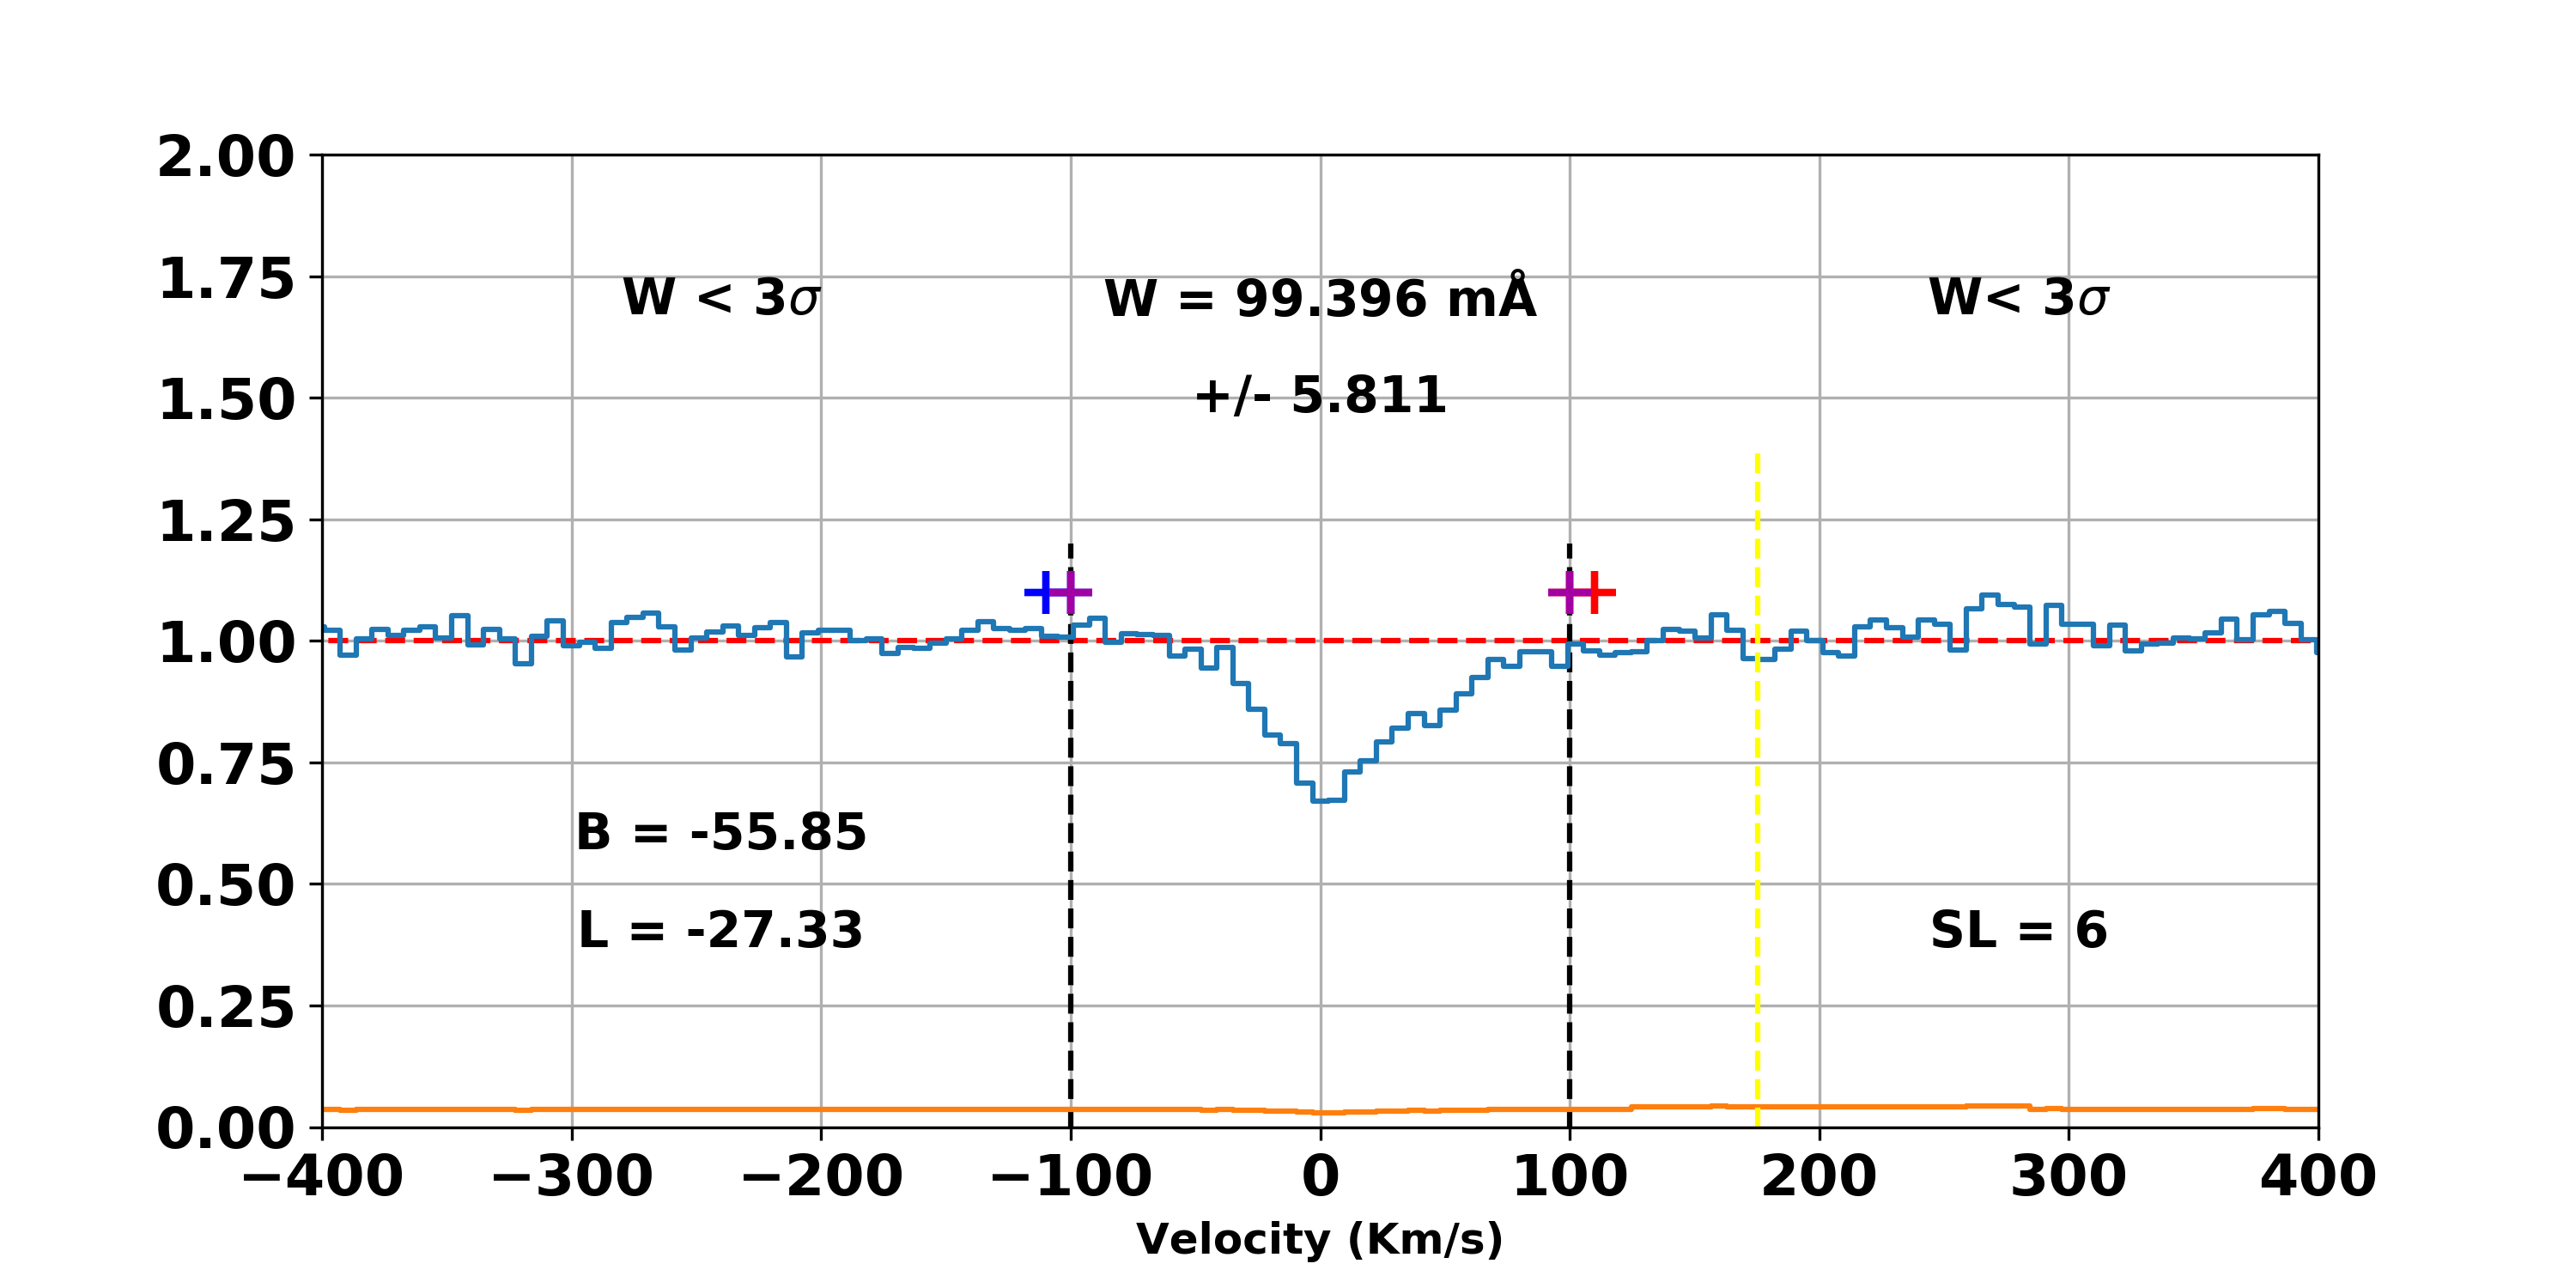 2.00
1.75
1.50
1.25
1.00
0.75
0.50
0.25
0.00
W < 3σ
W = 99.396 mÅ
+/- 5.811
W< 3σ
B = -55.85
L = -27.33
SL = 6
−400 −300 −200 −100 0 100 200 300 400
Velocity (Km/s)